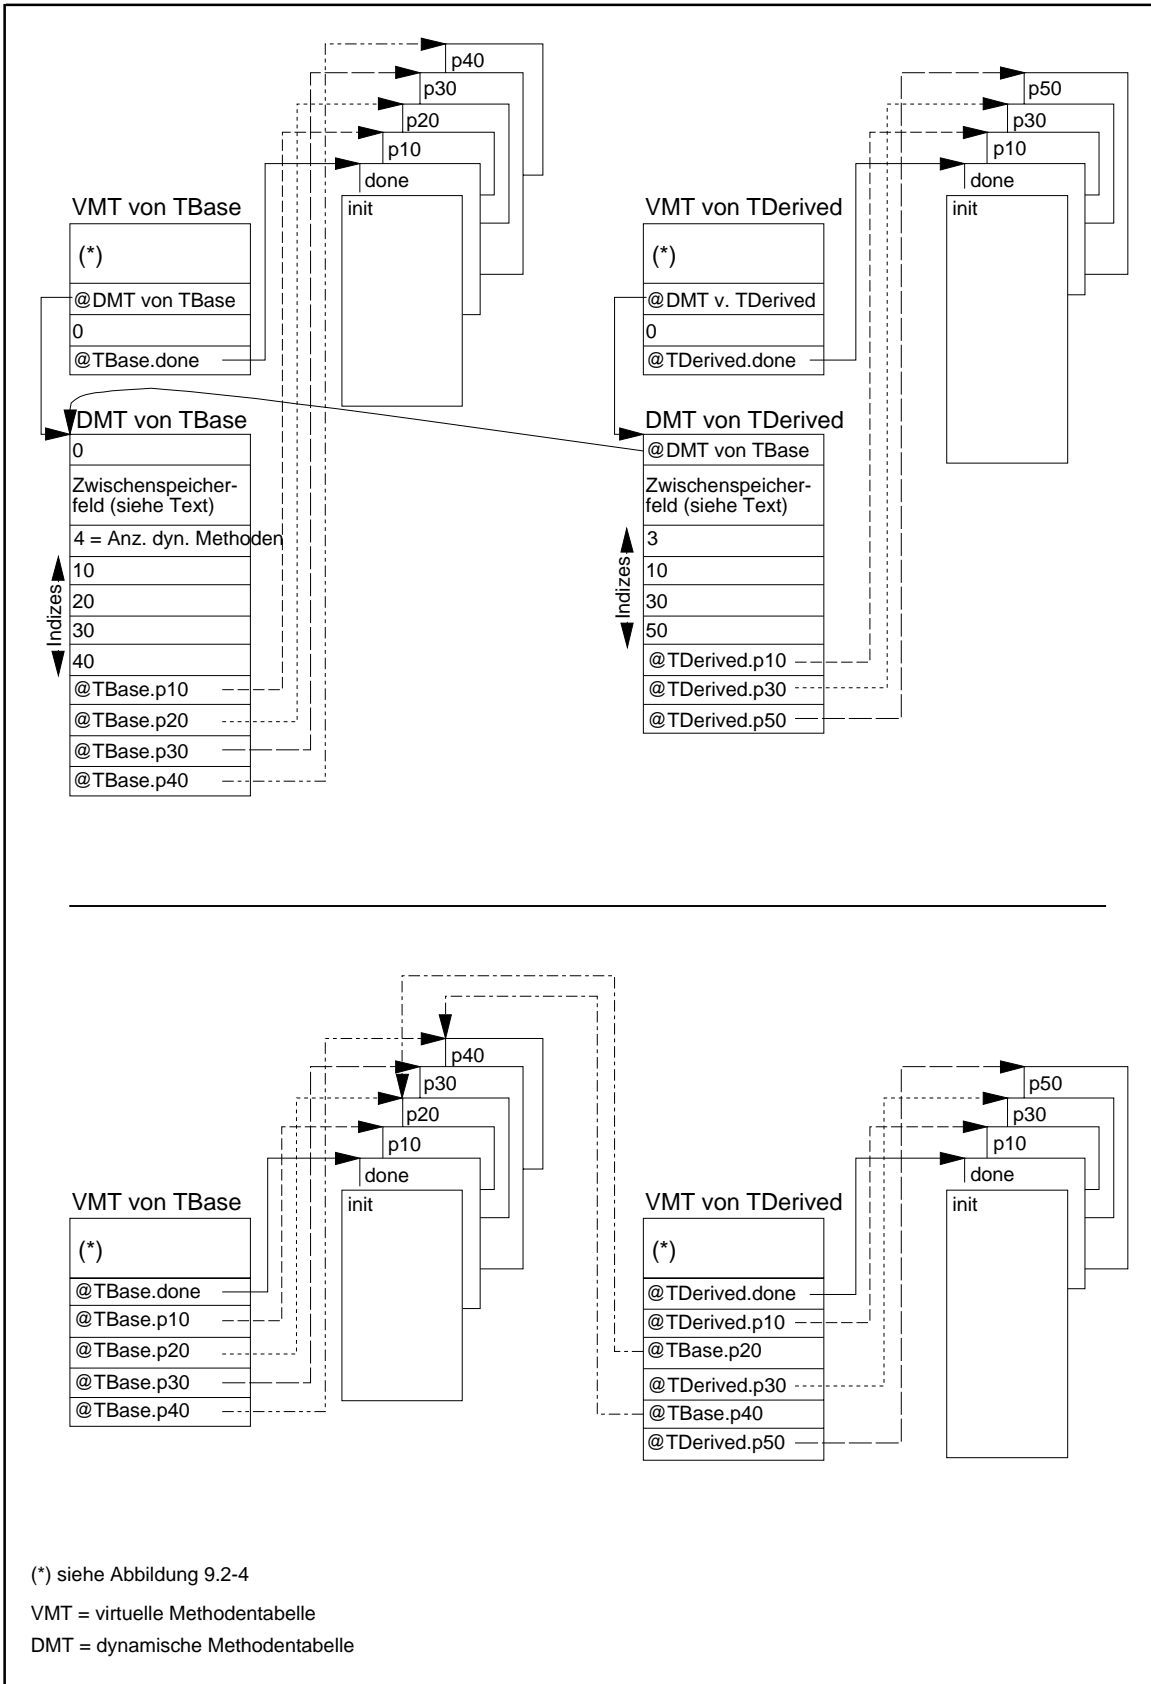 p40
p30
p20
p10
done
init
VMT von TBase
(*)
@DMT von TBase
0
@TBase.done
DMT von TBase
0
Zwischenspeicher-
feld (siehe Text)
4 = Anz. dyn. Methoden
Indizes
10
20
30
40
@TBase.p10
@TBase.p20
@TBase.p30
@TBase.p40
p50
p30
p10
done
init
VMT von TDerived
(*)
@DMT v. TDerived
0
@TDerived.done
DMT von TDerived
@DMT von TBase
Zwischenspeicher-
feld (siehe Text)
3
Indizes
10
30
50
@TDerived.p10
@TDerived.p30
@TDerived.p50
p40
p30
p20
p10
done
init
VMT von TBase
(*)
@TBase.done
@TBase.p10
@TBase.p20
@TBase.p30
@TBase.p40
p50
p30
p10
done
init
VMT von TDerived
(*)
@TDerived.done
@TDerived.p10
@TBase.p20
@TDerived.p30
@TBase.p40
@TDerived.p50
(*) siehe Abbildung 9.2-4
VMT = virtuelle Methodentabelle
DMT = dynamische Methodentabelle